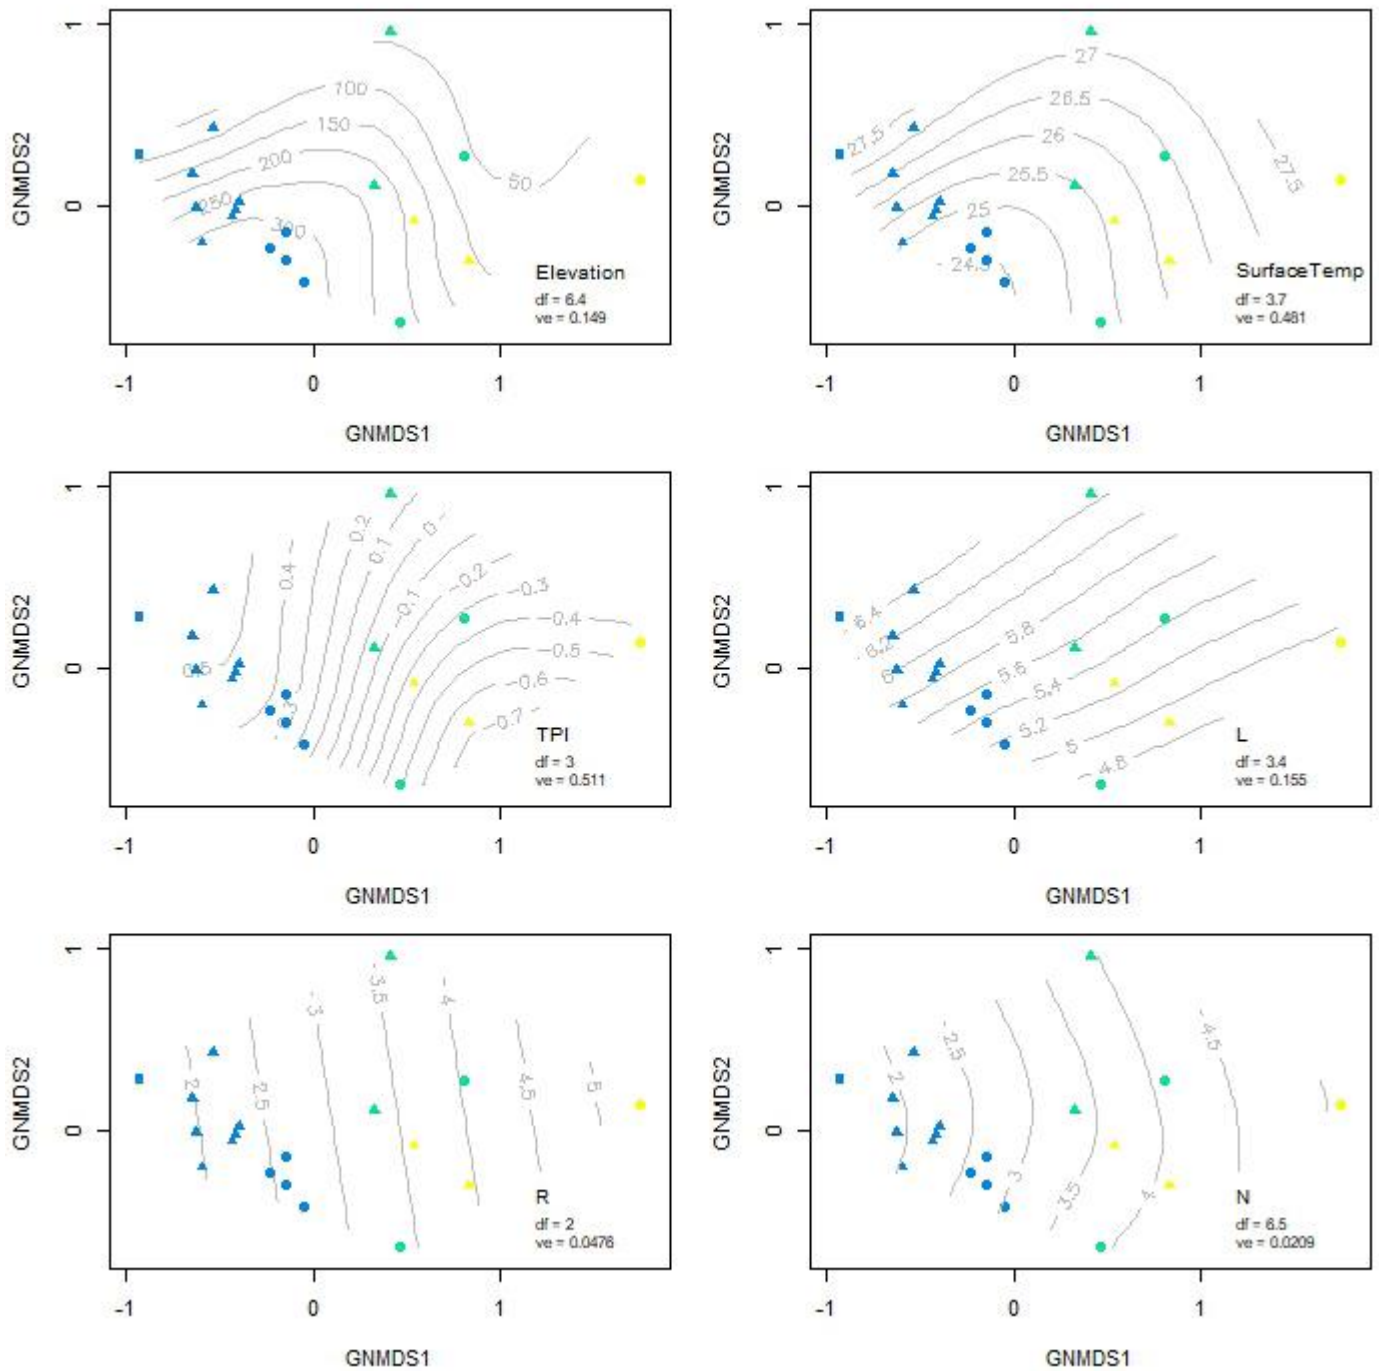 1
0
GNMDS2
100
150
200
250
300
50
Elevation
df = 6.4
ve = 0.149
-1
0
1
GNMDS1
1
0
GNMDS2
27
26.5
26
25.5
25
24.5
27.5
27.5
SurfaceTemp
df = 3.7
ve = 0.481
-1
0
1
GNMDS1
1
0
GNMDS2
0.5
0.4
0.3
0.2
0.1
0
-0.1
-0.2
-0.3
-0.4
-0.5
-0.6
-0.7
TPI
df = 3
ve = 0.511
-1
0
1
GNMDS1
1
0
GNMDS2
6.4
6.2
6
5.8
5.6
5.4
5.2
5
4.8
L
df = 3.4
ve = 0.155
-1
0
1
GNMDS1
1
0
GNMDS2
2
2.5
3
3.5
4
4.5
5
R
df = 2
ve = 0.0476
-1
0
1
GNMDS1
1
0
GNMDS2
2
2.5
3
3.5
4
4.5
N
df = 6.5
ve = 0.0209
-1
0
1
GNMDS1